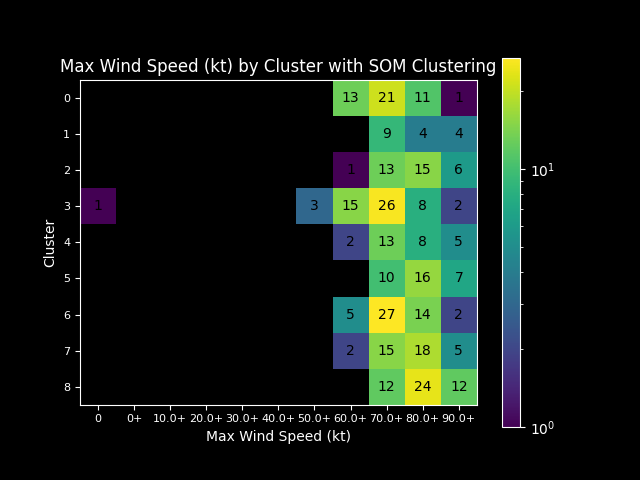 Max Wind Speed (kt) by Cluster with SOM Clustering
0 13 21 11 1
1 9 4 4
2 1 13 15 6 10¹
3 1 3 15 26 8 2
4 2 13 8 5
5 10 16 7
6 5 27 14 2
7 2 15 18 5
8 12 24 12
10⁰
Cluster
0 0+ 10.0+ 20.0+ 30.0+ 40.0+ 50.0+ 60.0+ 70.0+ 80.0+ 90.0+
Max Wind Speed (kt)